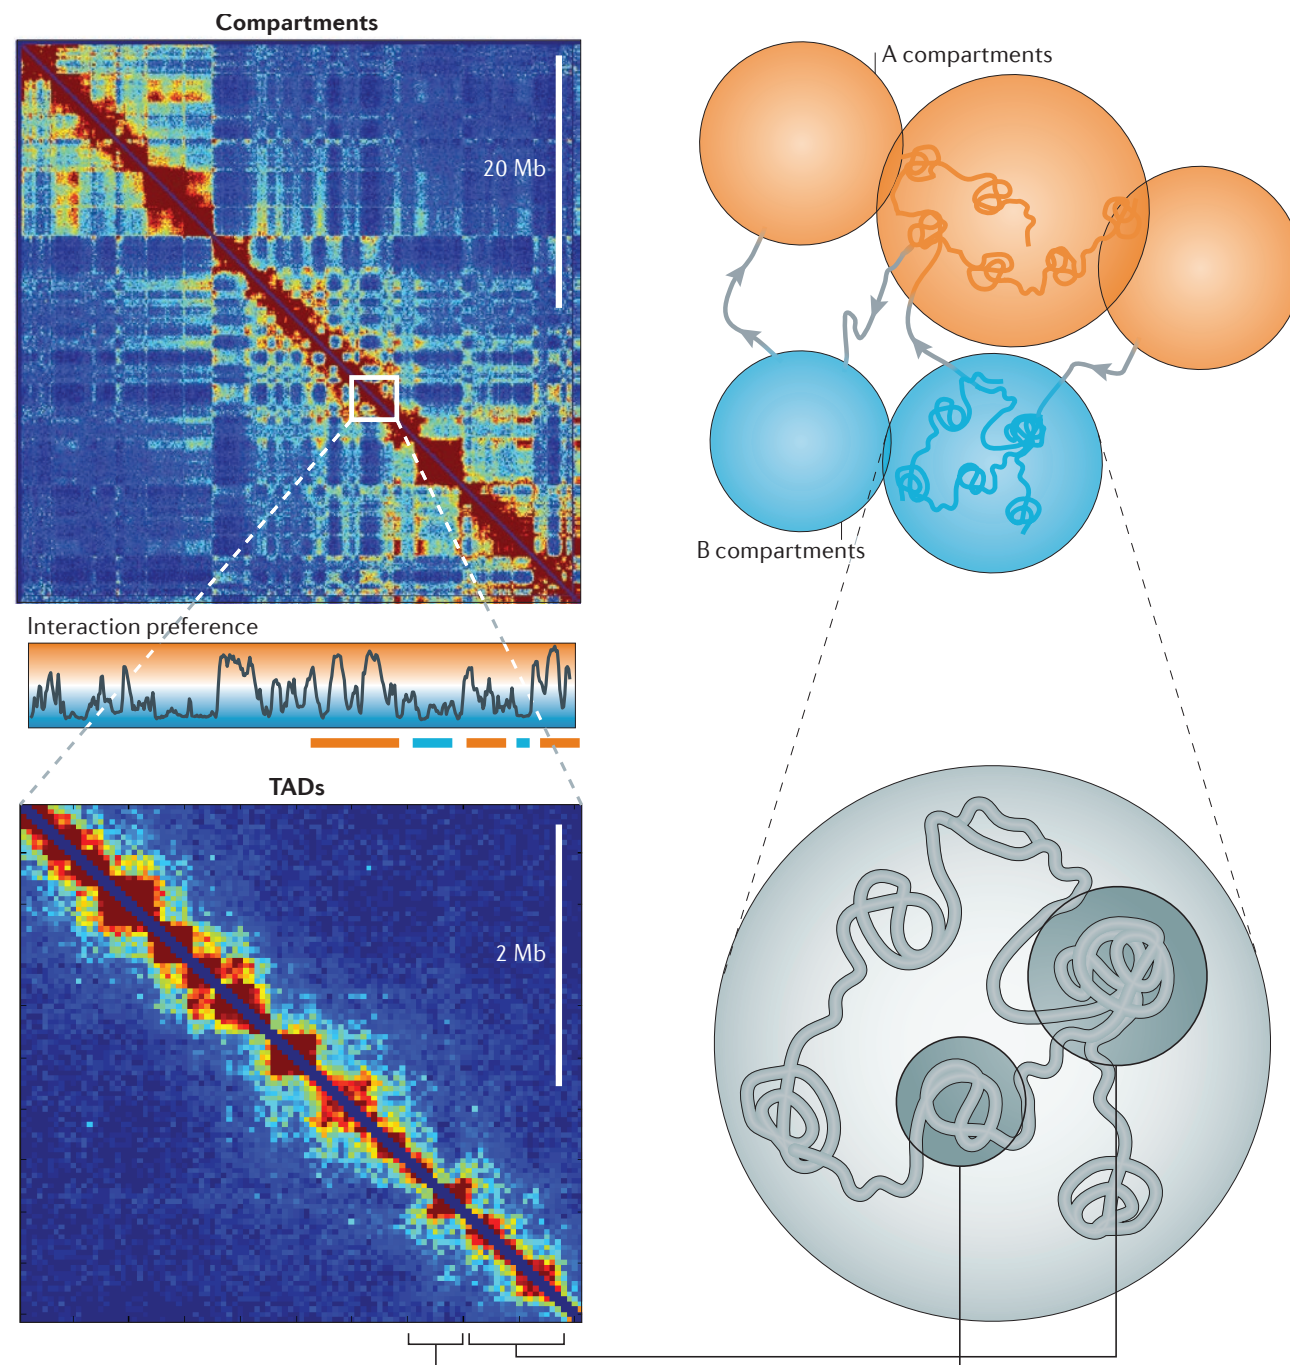 Compartments
20 Mb
A compartments
B compartments
Interaction preference
TADs
2 Mb